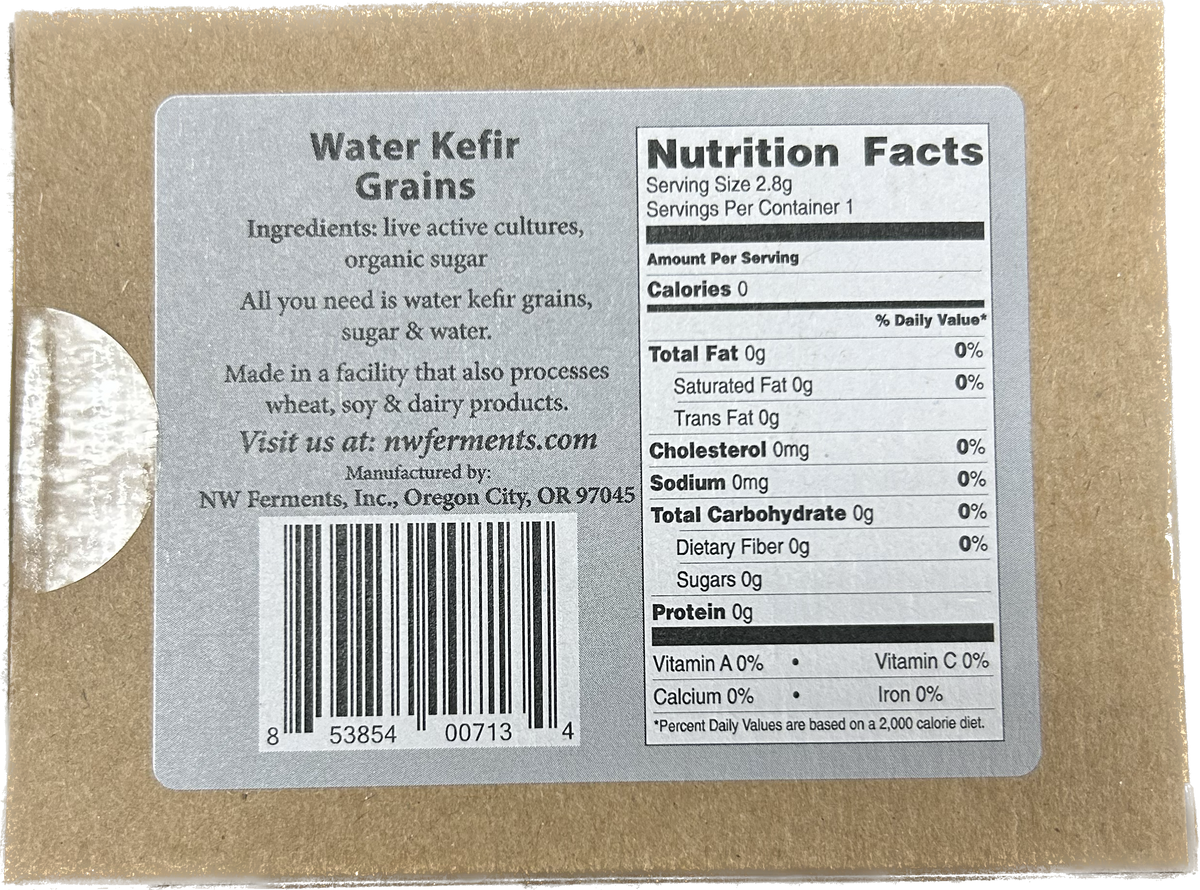 Water Kefir
Grains
Ingredients: live active cultures,
organic sugar
All you need is water kefir grains,
sugar & water.
Made in a facility that also processes
wheat, soy & dairy products.
Visit us at: nwferments.com
Manufactured by:
NW Ferments, Inc., Oregon City, OR 97045
8 53854 00713 4
Nutrition Facts
Serving Size 2.8g
Servings Per Container 1
Amount Per Serving
Calories 0
% Daily Value*
Total Fat 0g 0%
Saturated Fat 0g 0%
Trans Fat 0g
Cholesterol 0mg 0%
Sodium 0mg 0%
Total Carbohydrate 0g 0%
Dietary Fiber 0g 0%
Sugars 0g
Protein 0g
Vitamin A 0% • Vitamin C 0%
Calcium 0% • Iron 0%
*Percent Daily Values are based on a 2,000 calorie diet.